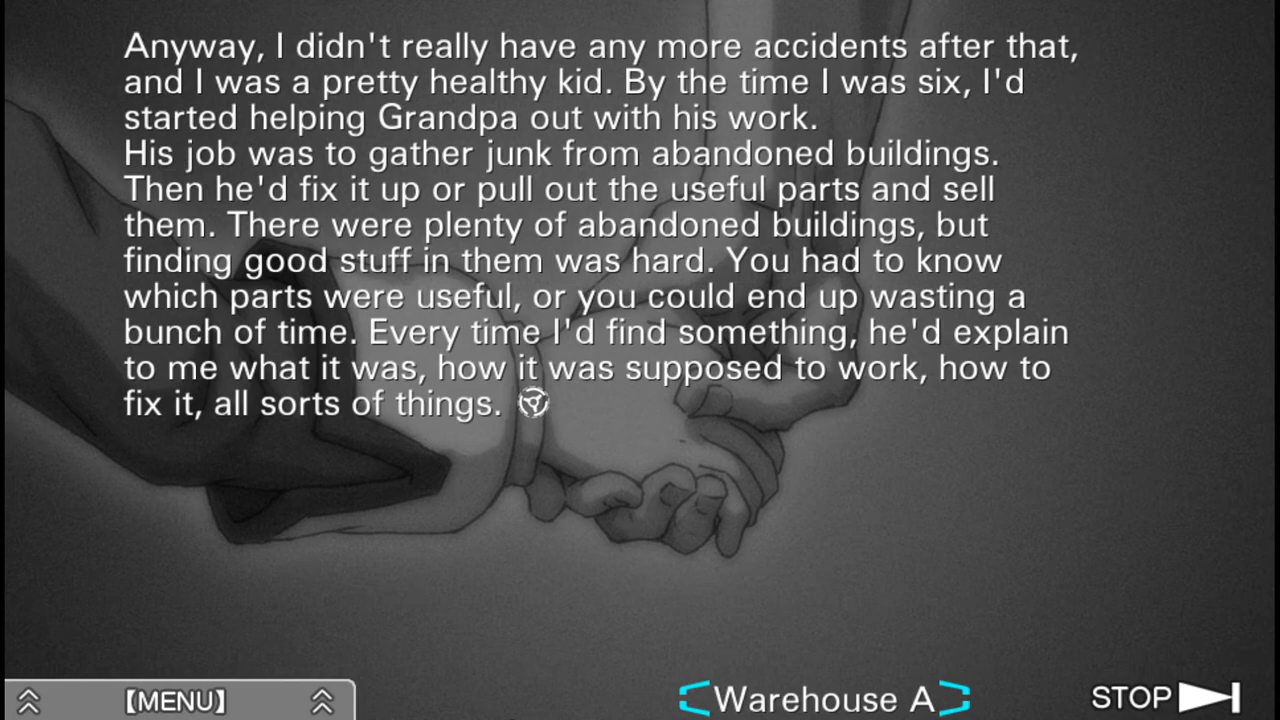 Anyway, I didn't really have any more accidents after that,
and I was a pretty healthy kid. By the time I was six, I'd
started helping Grandpa out with his work.
His job was to gather junk from abandoned buildings.
Then he'd fix it up or pull out the useful parts and sell
them. There were plenty of abandoned buildings, but
finding good stuff in them was hard. You had to know
which parts were useful, or you could end up wasting a
bunch of time. Every time I'd find something, he'd explain
to me what it was, how it was supposed to work, how to
fix it, all sorts of things.
【MENU】
Warehouse A
STOP